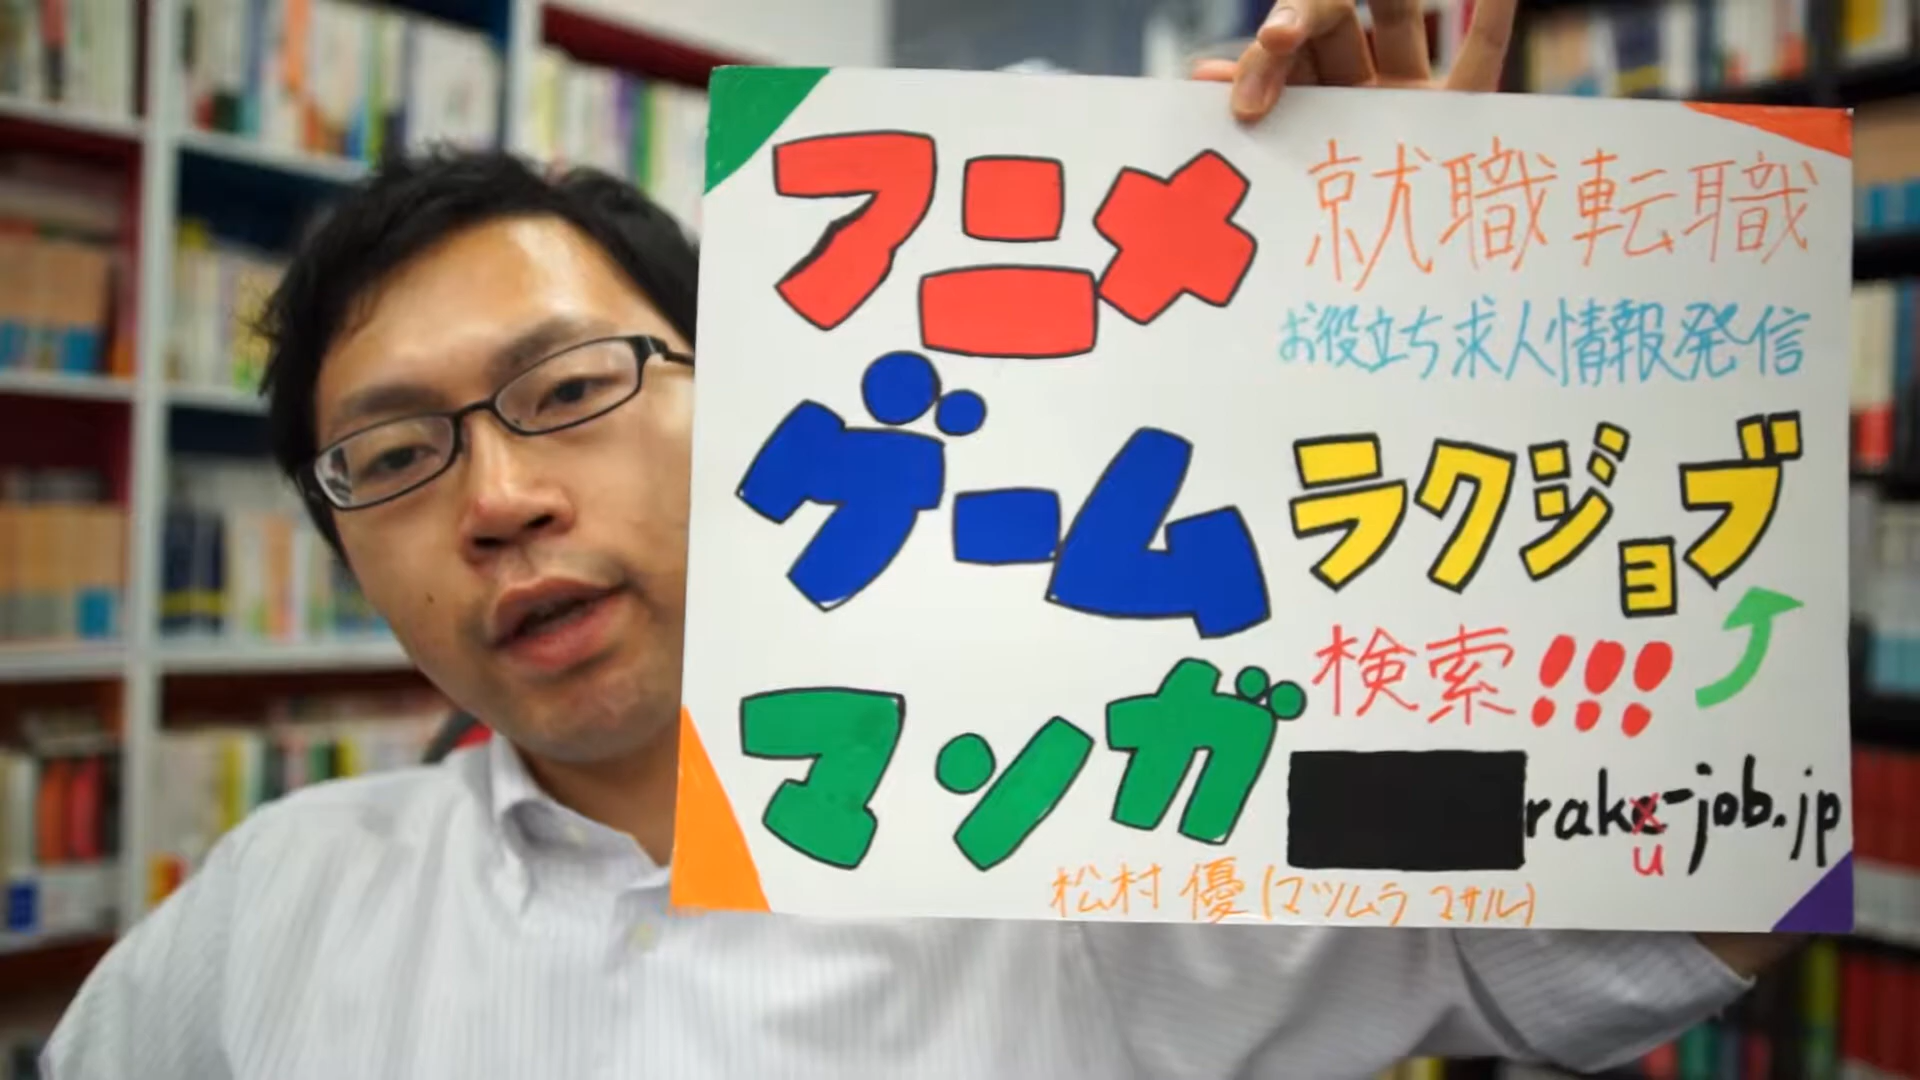 アニメ
ゲーム
マンガ
就職転職
お役立ち求人情報発信
ラクジョブ
検索!!!
raku-job.jp
松村 優(マツムラ マサル)